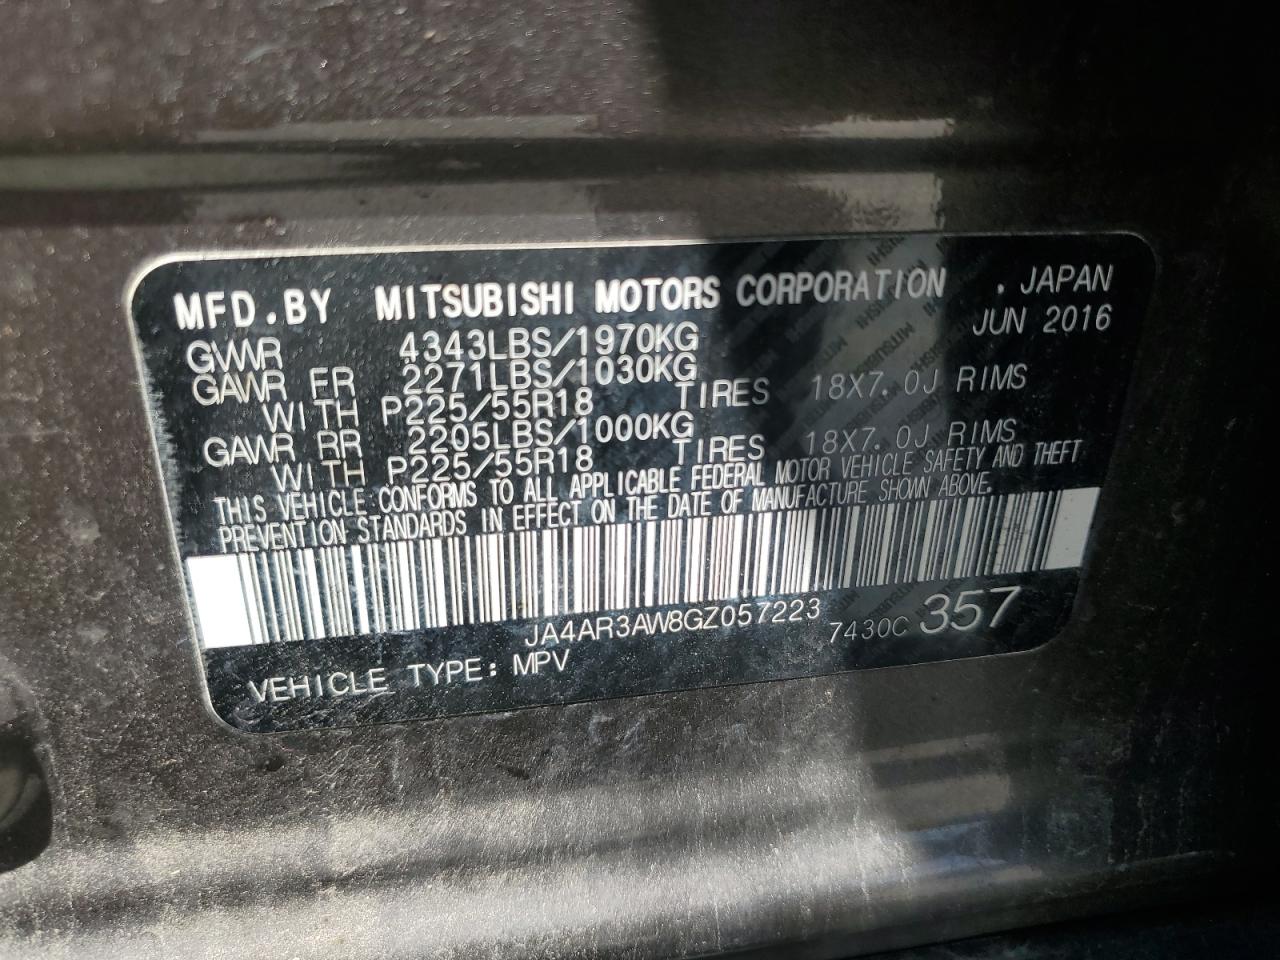 MFD.BY MITSUBISHI MOTORS CORPORATION . JAPAN
JUN 2016
GVWR 4343LBS/1970KG
GAWR FR 2271LBS/1030KG
WITH P225/55R18 TIRES 18X7.0J RIMS
GAWR RR 2205LBS/1000KG
WITH P225/55R18 TIRES 18X7.0J RIMS
THIS VEHICLE CONFORMS TO ALL APPLICABLE FEDERAL MOTOR VEHICLE SAFETY AND THEFT
PREVENTION STANDARDS IN EFFECT ON THE DATE OF MANUFACTURE SHOWN ABOVE.
JA4AR3AW8GZ057223 7430C 357
VEHICLE TYPE: MPV